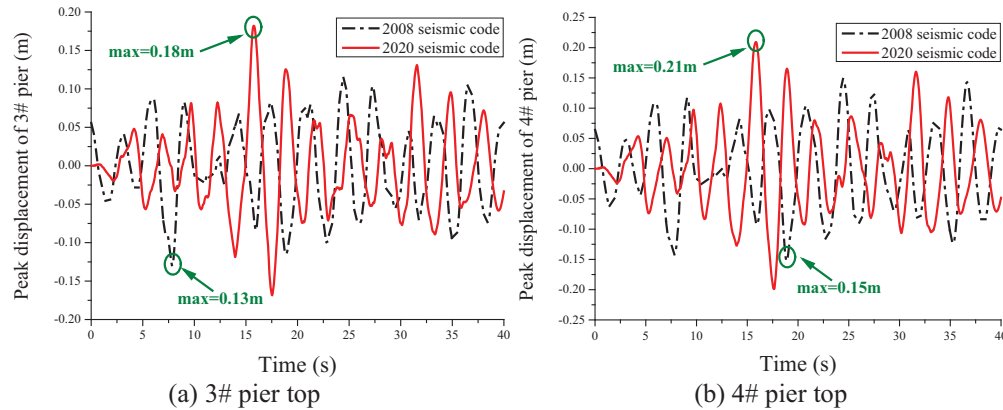 0.20
0.15
0.10
0.05
0.00
-0.05
-0.10
-0.15
-0.20
Peak displacement of 3# pier (m)
2008 seismic code
2020 seismic code
max=0.18m
max=0.13m
0 5 10 15 20 25 30 35 40
Time (s)
(a) 3# pier top
0.25
0.20
0.15
0.10
0.05
0.00
-0.05
-0.10
-0.15
-0.20
-0.25
Peak displacement of 4# pier (m)
2008 seismic code
2020 seismic code
max=0.21m
max=0.15m
0 5 10 15 20 25 30 35 40
Time (s)
(b) 4# pier top